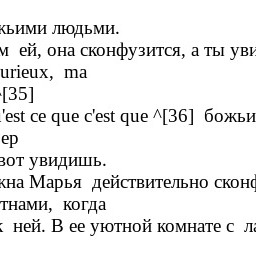 жьими людьми.
м ей, она сконфузится, а ты уви
urieux, ma
^[35]
'est ce que c'est que ^[36] божьи
ер
вот увидишь.
жна Марья действительно сконф
тнами, когда
к ней. В ее уютной комнате с ла